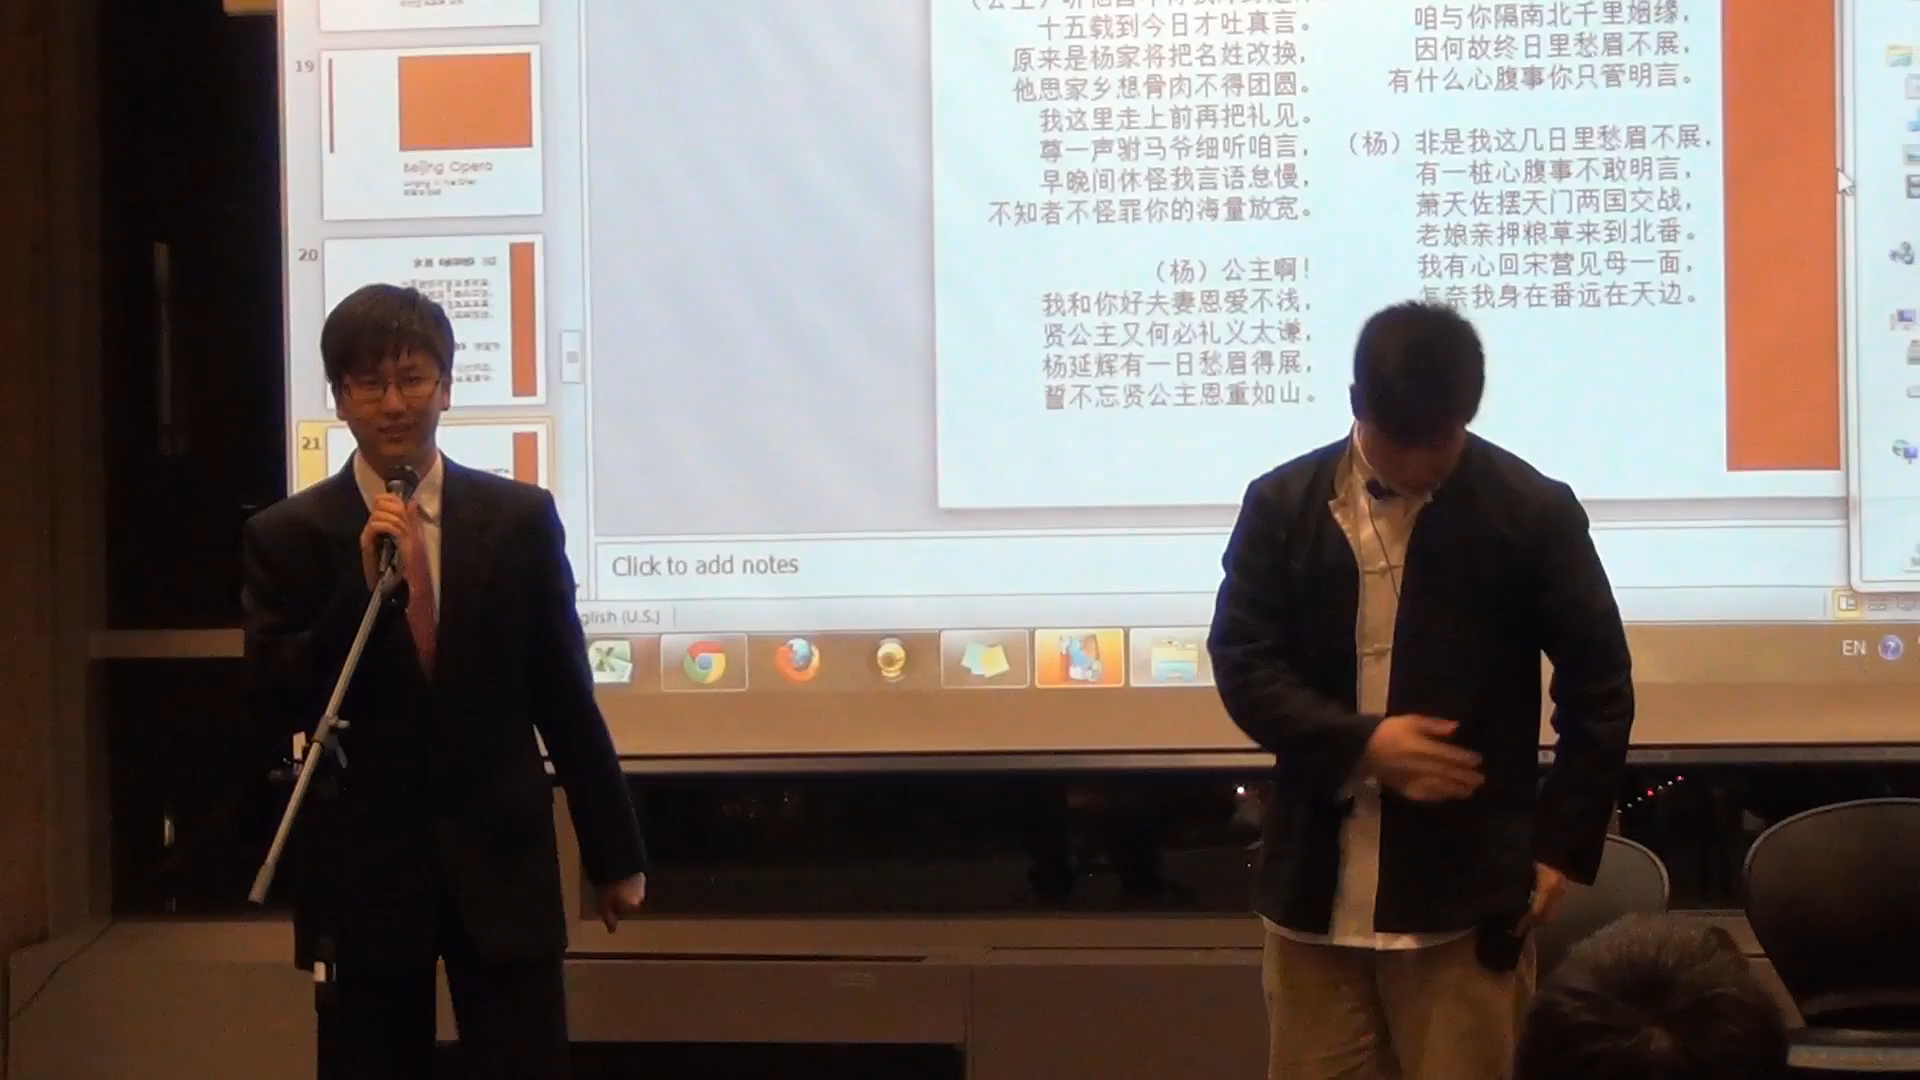 19
Beijing Opera
20
21
十五载到今日才吐真言。
原来是杨家将把名姓改换，
他思家乡想骨肉不得团圆。
我这里走上前再把礼见。
尊一声驸马爷细听咱言，
早晚间休怪我言语怠慢，
不知者不怪罪你的海量放宽。
（杨）公主啊！
我和你好夫妻恩爱不浅，
贤公主又何必礼义太谦，
杨延辉有一日愁眉得展，
誓不忘贤公主恩重如山。
咱与你隔南北千里姻缘，
因何故终日里愁眉不展，
有什么心腹事你只管明言。
（杨）非是我这几日里愁眉不展，
有一桩心腹事不敢明言，
萧天佐摆天门两国交战，
老娘亲押粮草来到北番。
我有心回宋营见母一面，
怎奈我身在番远在天边。
Click to add notes
glish (U.S.)
EN